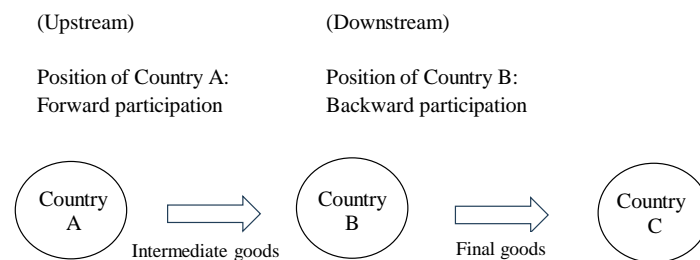 (Upstream)
(Downstream)
Position of Country A:
Forward participation
Position of Country B:
Backward participation
Country
A
Intermediate goods
Country
B
Final goods
Country
C